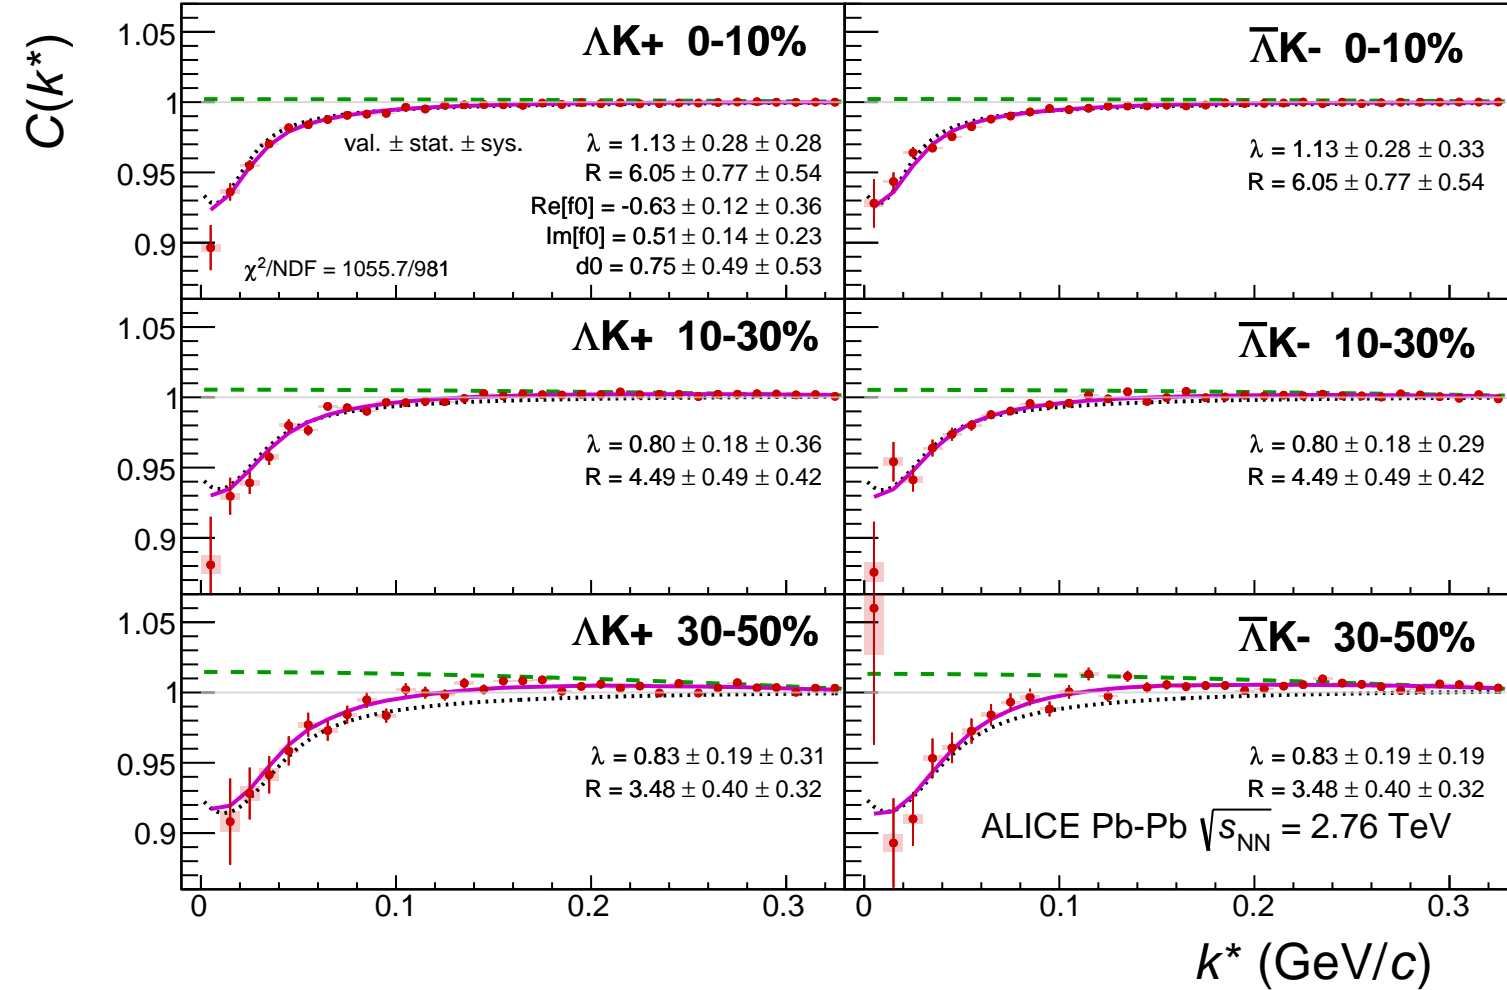 C(k*)
1.05
1
0.95
0.9
ΛK+ 0-10%
val. ± stat. ± sys.
λ = 1.13 ± 0.28 ± 0.28
R = 6.05 ± 0.77 ± 0.54
Re[f0] = -0.63 ± 0.12 ± 0.36
Im[f0] = 0.51 ± 0.14 ± 0.23
d0 = 0.75 ± 0.49 ± 0.53
χ²/NDF = 1055.7/981
Λ̅K- 0-10%
λ = 1.13 ± 0.28 ± 0.33
R = 6.05 ± 0.77 ± 0.54
1.05
1
0.95
0.9
ΛK+ 10-30%
λ = 0.80 ± 0.18 ± 0.36
R = 4.49 ± 0.49 ± 0.42
Λ̅K- 10-30%
λ = 0.80 ± 0.18 ± 0.29
R = 4.49 ± 0.49 ± 0.42
1.05
1
0.95
0.9
ΛK+ 30-50%
λ = 0.83 ± 0.19 ± 0.31
R = 3.48 ± 0.40 ± 0.32
Λ̅K- 30-50%
λ = 0.83 ± 0.19 ± 0.19
R = 3.48 ± 0.40 ± 0.32
ALICE Pb-Pb √s_NN = 2.76 TeV
0 0.1 0.2 0.3 0 0.1 0.2 0.3
k* (GeV/c)